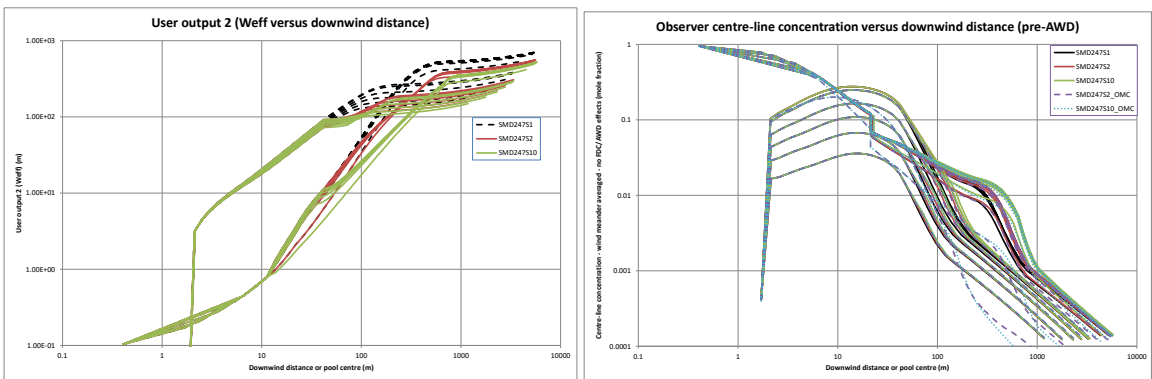 User output 2 (Weff versus downwind distance)
1.00E+03
1.00E+02
1.00E+01
1.00E+00
1.00E-01
User output 2 (Weff) (m)
0.1
1
10
100
1000
10000
Downwind distance or pool centre (m)
SMD247S1
SMD247S2
SMD247S10
Observer centre-line concentration versus downwind distance (pre-AWD)
1
0.1
0.01
0.001
0.0001
Centre-line concentration - wind meander averaged - no FDC/AWD effects (mole fraction)
0.1
1
10
100
1000
10000
Downwind distance or pool centre (m)
SMD247S1
SMD247S2
SMD247S10
SMD247S2_OMC
SMD247S10_OMC